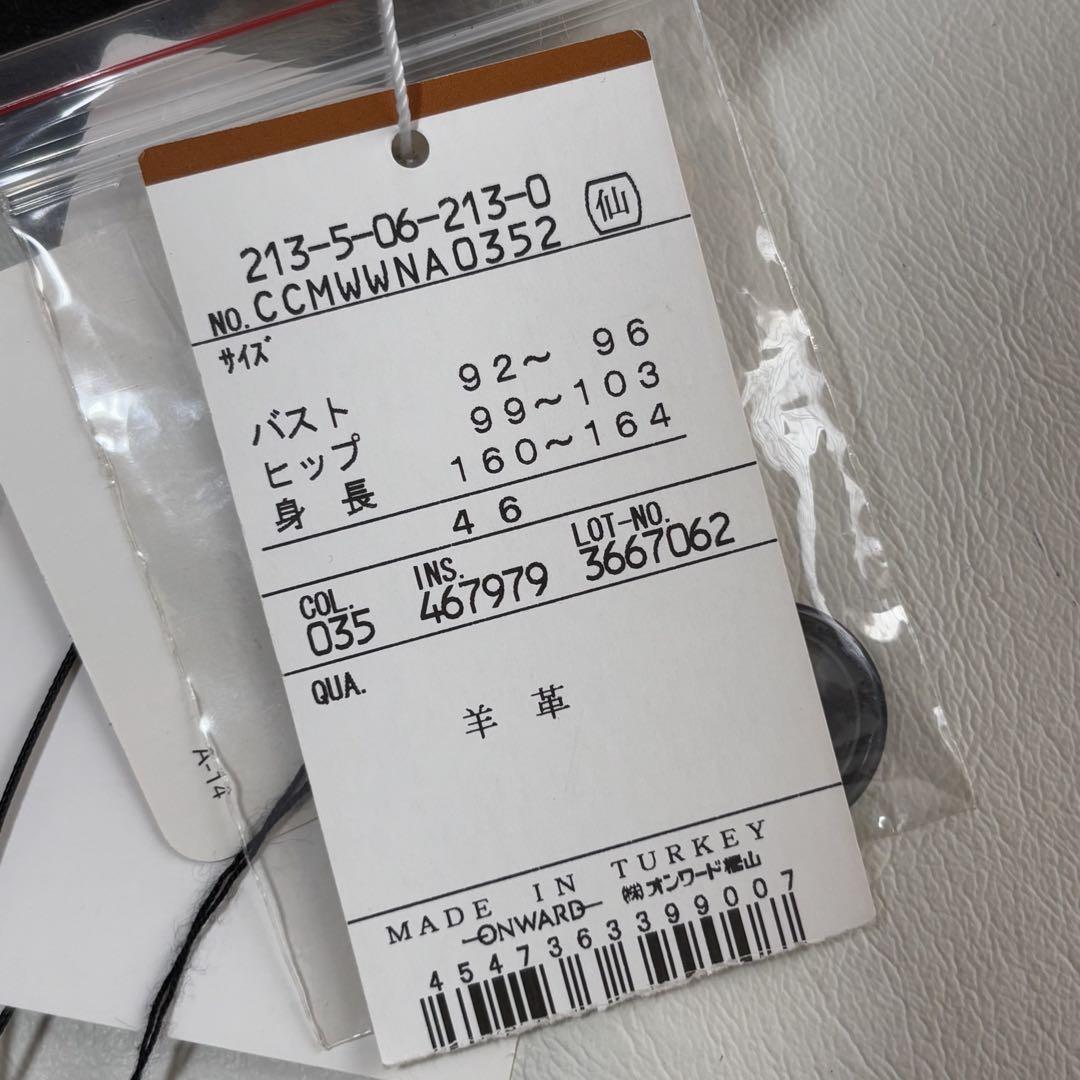 213-5-06-213-0
仙
NO. CCMWWNA0352
サイズ
バスト 92～ 96
ヒップ 99～103
身長 160～164
46
COL. INS. LOT-NO.
035 467979 3667062
QUA.
羊革
MADE IN TURKEY
ONWARD ㈱オンワード樫山
4547363399007
A-14